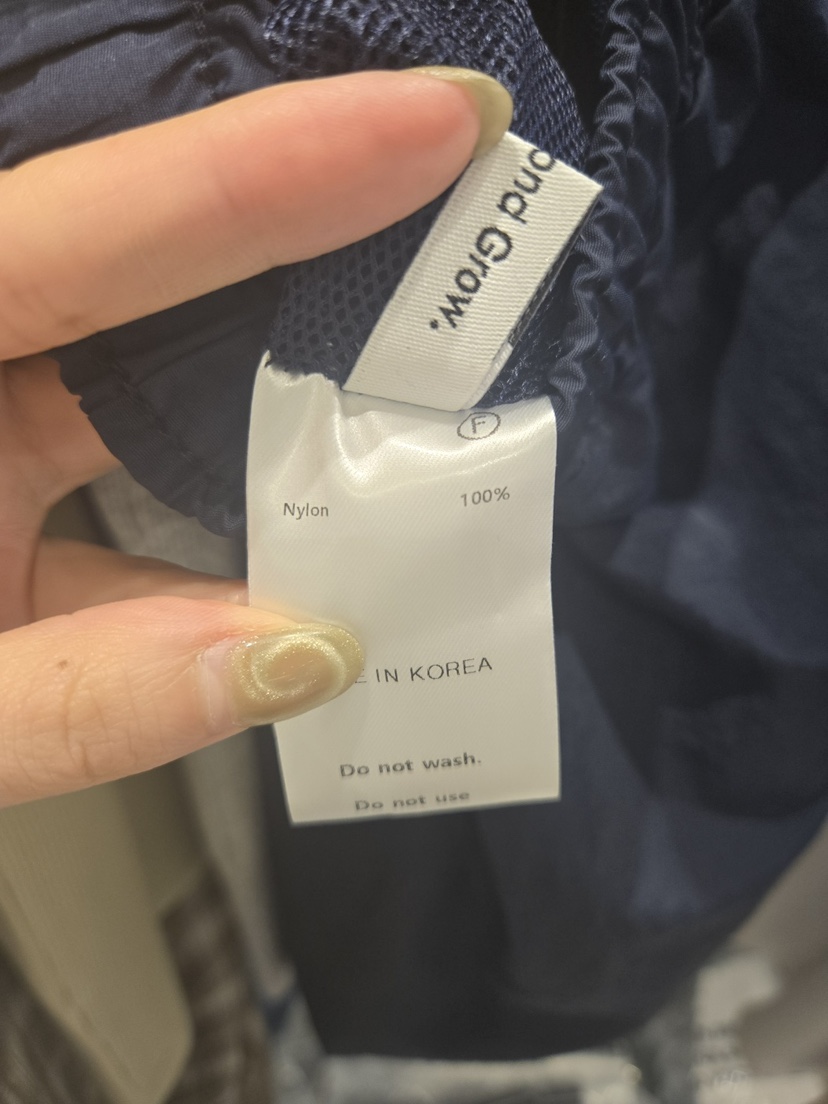 ond Grow.
F
Nylon 100%
E IN KOREA
Do not wash.
Do not use